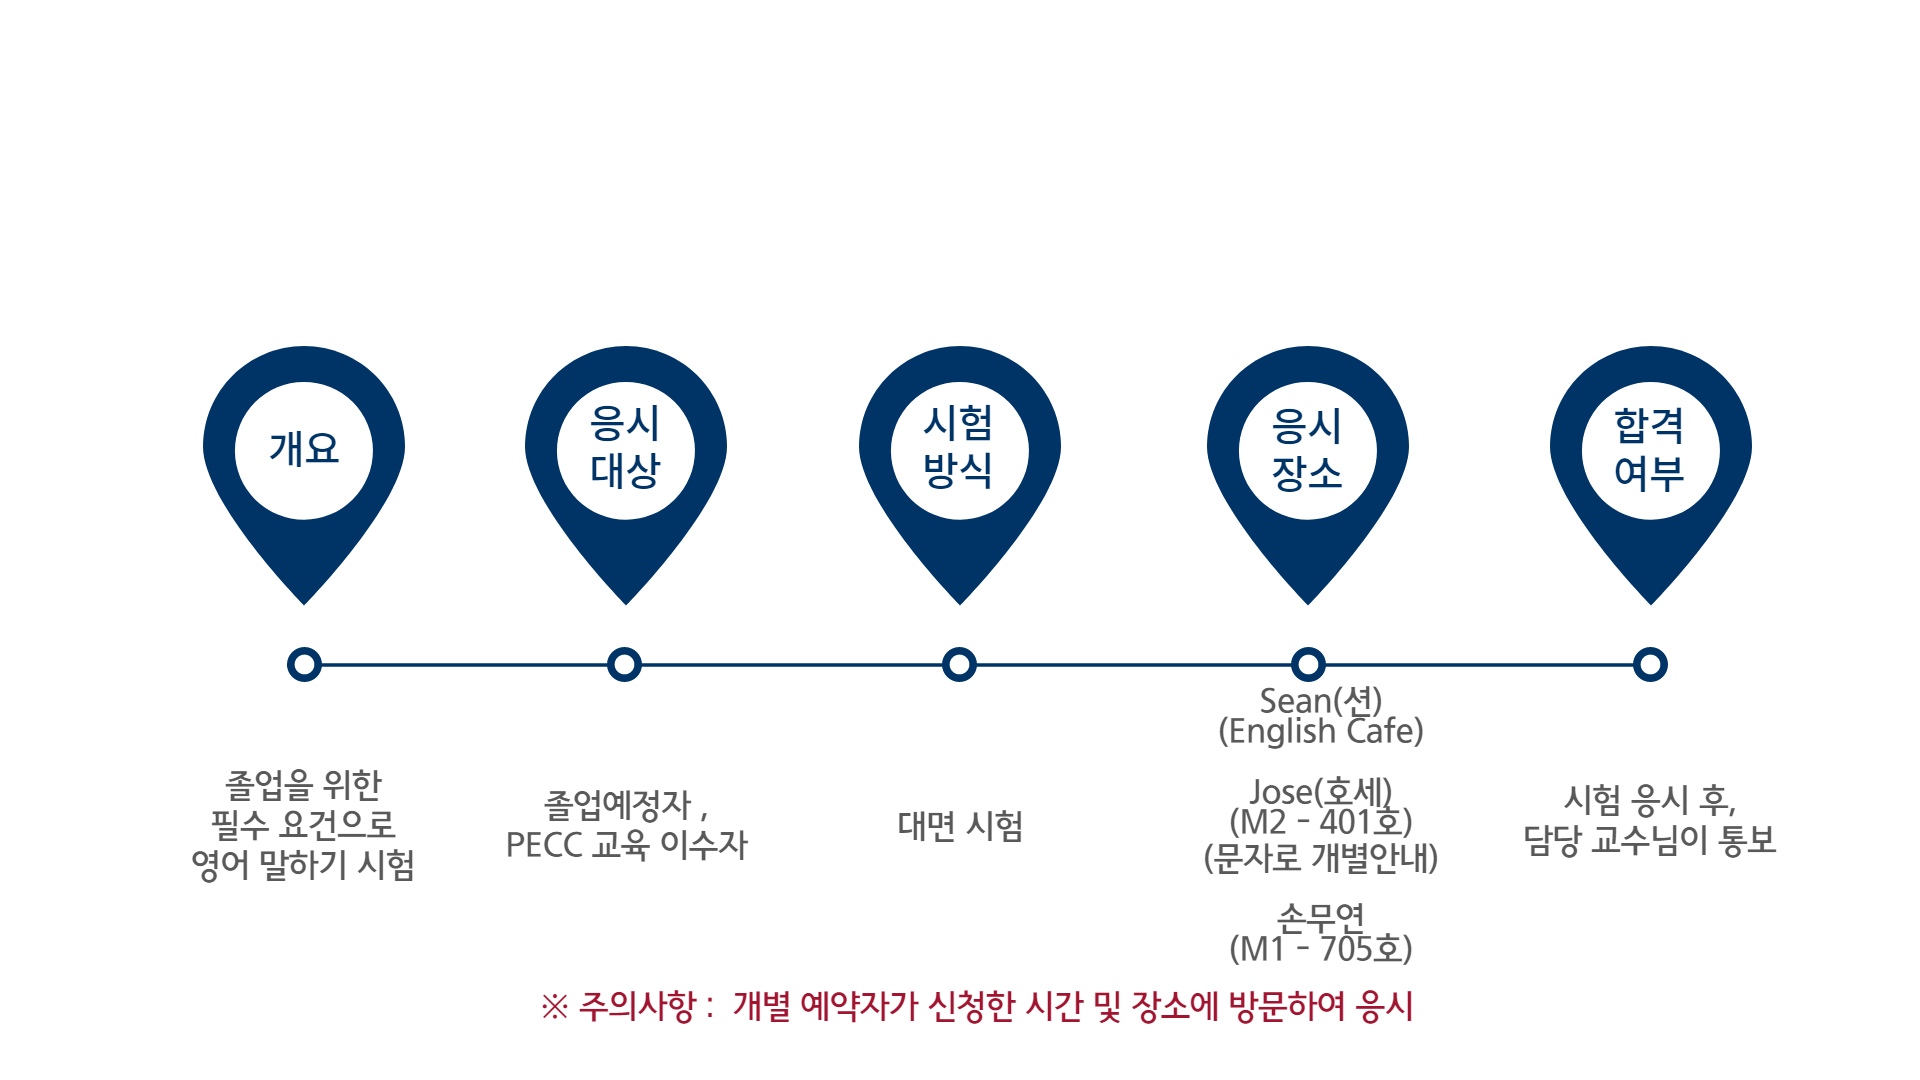 개요
응시
대상
시험
방식
응시
장소
합격
여부
졸업을 위한
필수 요건으로
영어 말하기 시험
졸업예정자 ,
PECC 교육 이수자
대면 시험
Sean(션)
(English Cafe)
Jose(호세)
(M2 - 401호)
(문자로 개별안내)
손무연
(M1 - 705호)
시험 응시 후,
담당 교수님이 통보
※ 주의사항 :  개별 예약자가 신청한 시간 및 장소에 방문하여 응시